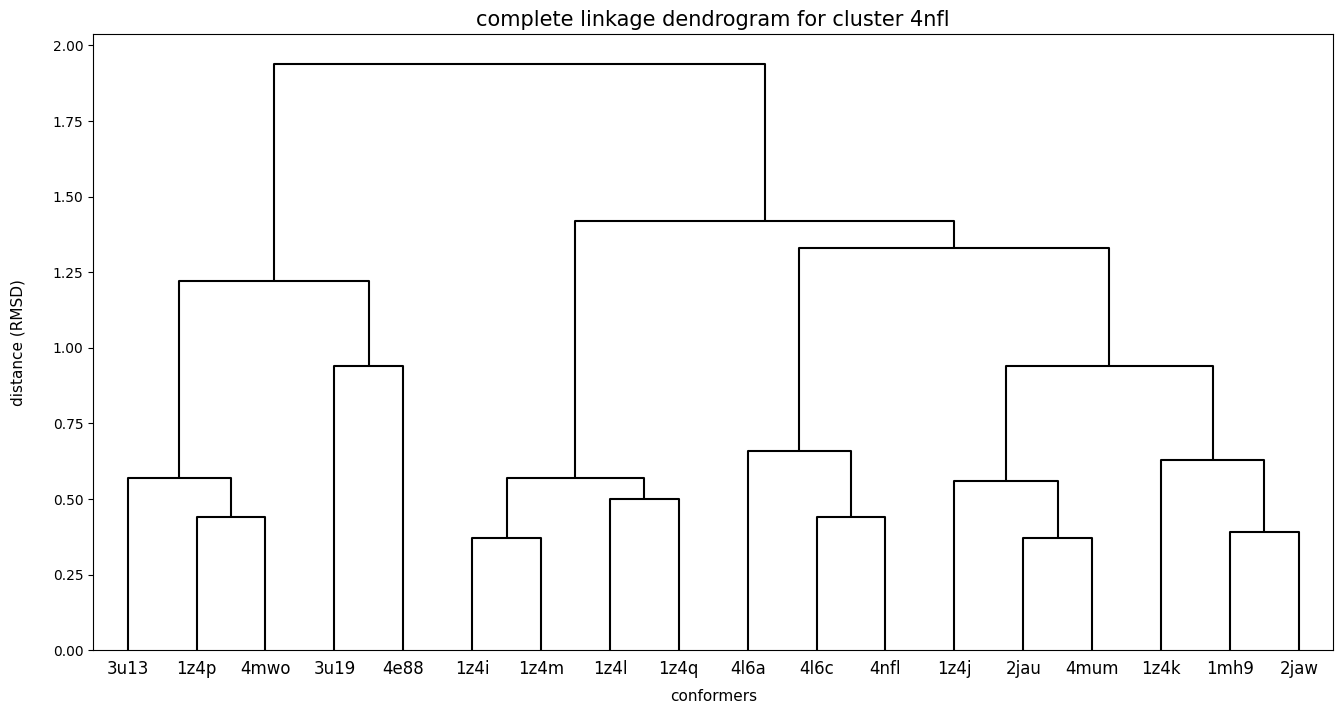 complete linkage dendrogram for cluster 4nfl
2.00
1.75
1.50
1.25
1.00
0.75
0.50
0.25
0.00
distance (RMSD)
3u13 1z4p 4mwo 3u19 4e88 1z4i 1z4m 1z4l 1z4q 4l6a 4l6c 4nfl 1z4j 2jau 4mum 1z4k 1mh9 2jaw
conformers